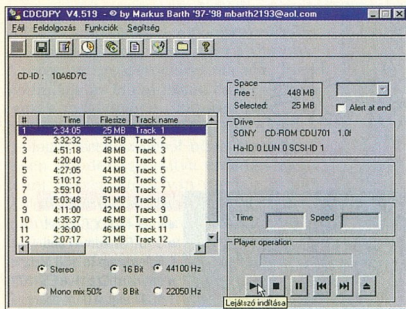 CDCOPY V4.519 - © by Markus Barth '97-'98 mbarth2193@aol.com
Fájl Feldolgozás Funkciók Segítség
CD-ID : 10A6D7C
# Time Filesize Track name
1 2:34:05 25 MB Track 1
2 3:32:32 35 MB Track 2
3 4:51:18 48 MB Track 3
4 4:20:40 43 MB Track 4
5 4:27:05 44 MB Track 5
6 5:10:12 52 MB Track 6
7 3:59:10 40 MB Track 7
8 5:03:48 51 MB Track 8
9 4:11:00 42 MB Track 9
10 4:35:37 46 MB Track 10
11 4:36:00 46 MB Track 11
12 2:07:17 21 MB Track 12
Stereo 16 Bit 44100 Hz
Mono mix 50% 8 Bit 22050 Hz
Space
Free : 448 MB
Selected: 25 MB
Alert at end
Drive
SONY CD-ROM CDU701 1.0f
Ha-ID 0 LUN 0 SCSI-ID 1
Time Speed
Player operation
Lejátszó indítása